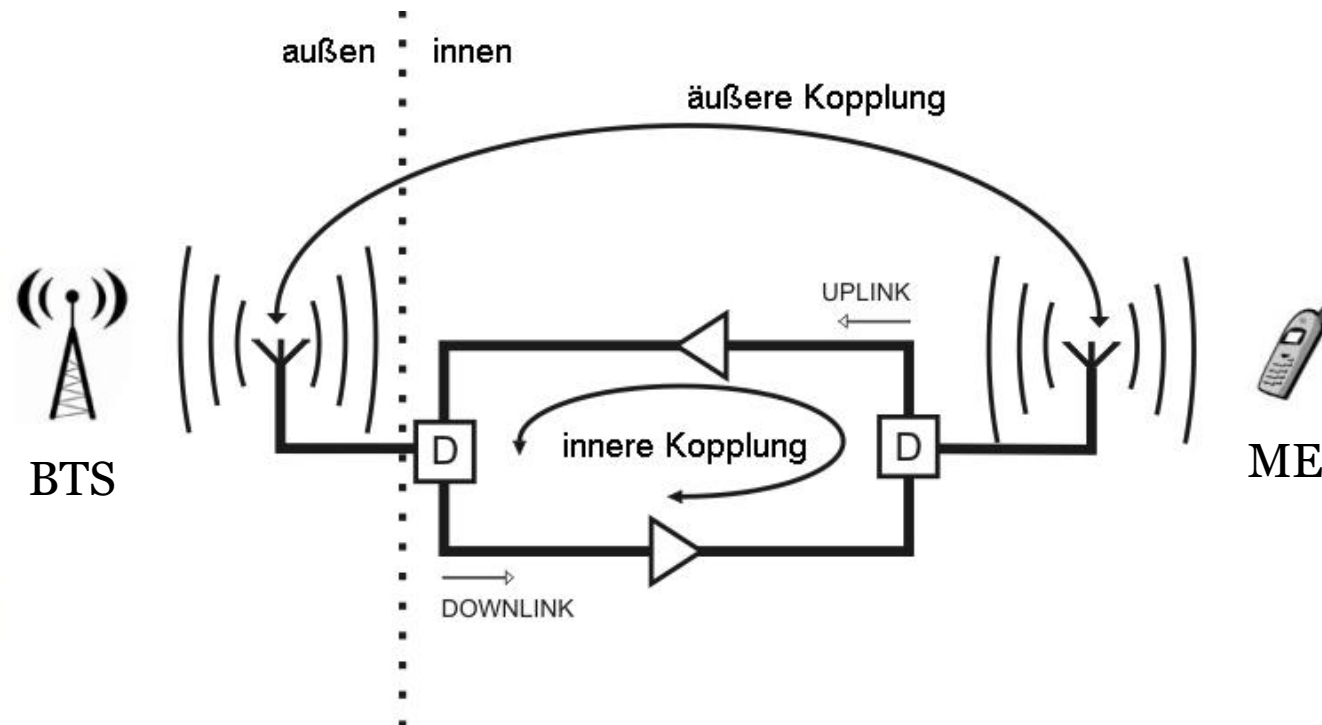 außen
innen
äußere Kopplung
UPLINK
D
innere Kopplung
D
BTS
ME
DOWNLINK